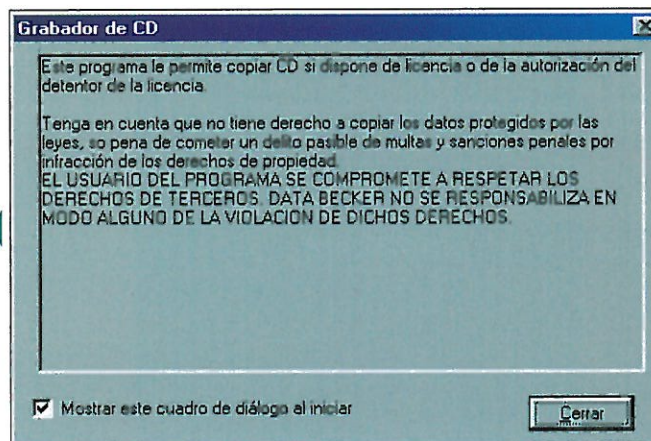 Grabador de CD
Este programa le permite copiar CD si dispone de licencia o de la autorización del
detentor de la licencia.
Tenga en cuenta que no tiene derecho a copiar los datos protegidos por las
leyes, so pena de cometer un delito pasible de multas y sanciones penales por
infracción de los derechos de propiedad.
EL USUARIO DEL PROGRAMA SE COMPROMETE A RESPETAR LOS
DERECHOS DE TERCEROS. DATA BECKER NO SE RESPONSABILIZA EN
MODO ALGUNO DE LA VIOLACION DE DICHOS DERECHOS.
Mostrar este cuadro de diálogo al iniciar
Cerrar